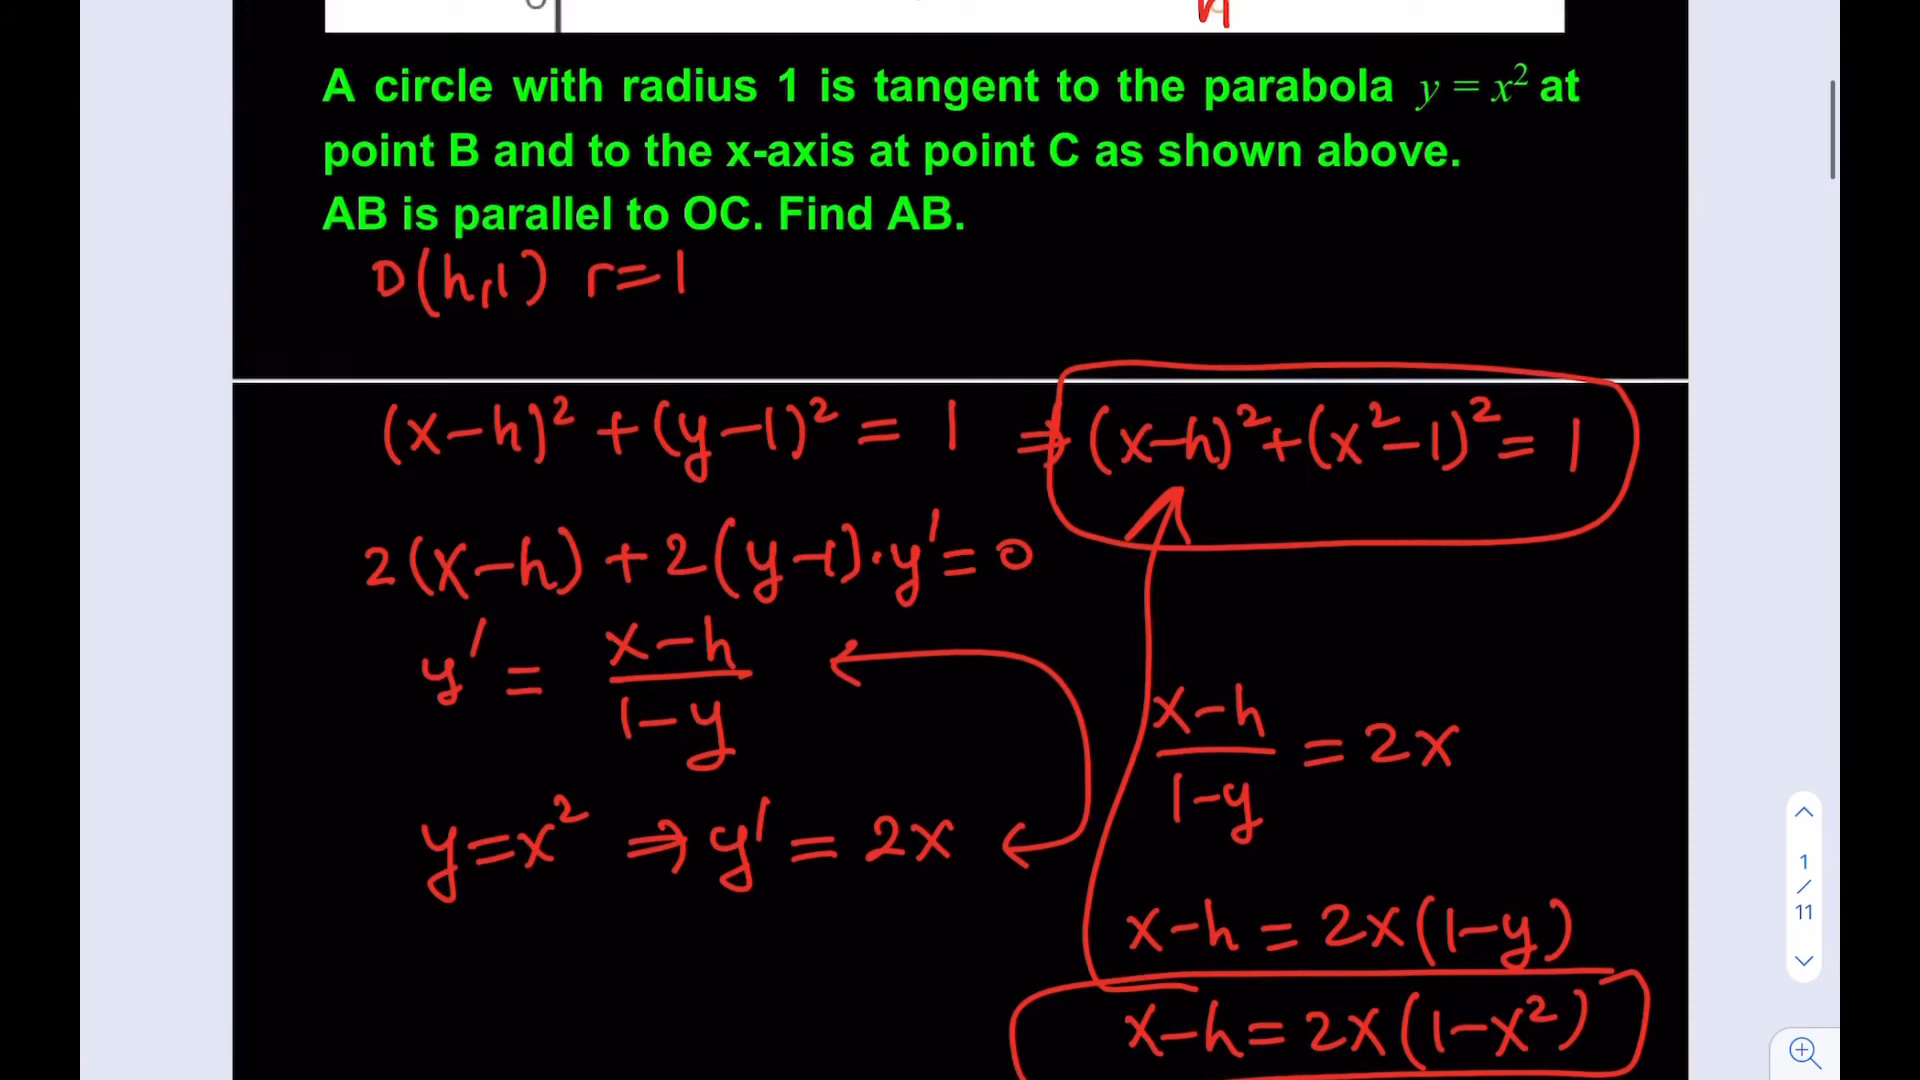 A circle with radius 1 is tangent to the parabola y = x² at
point B and to the x-axis at point C as shown above.
AB is parallel to OC. Find AB.
D(h,1) r=1
(x-h)² + (y-1)² = 1 ⇒ (x-h)² + (x²-1)² = 1
2(x-h) + 2(y-1)·y' = 0
y' = (x-h)/(1-y)
(x-h)/(1-y) = 2x
y=x² ⇒ y' = 2x
x-h = 2x(1-y)
x-h = 2x(1-x²)
1
/
11